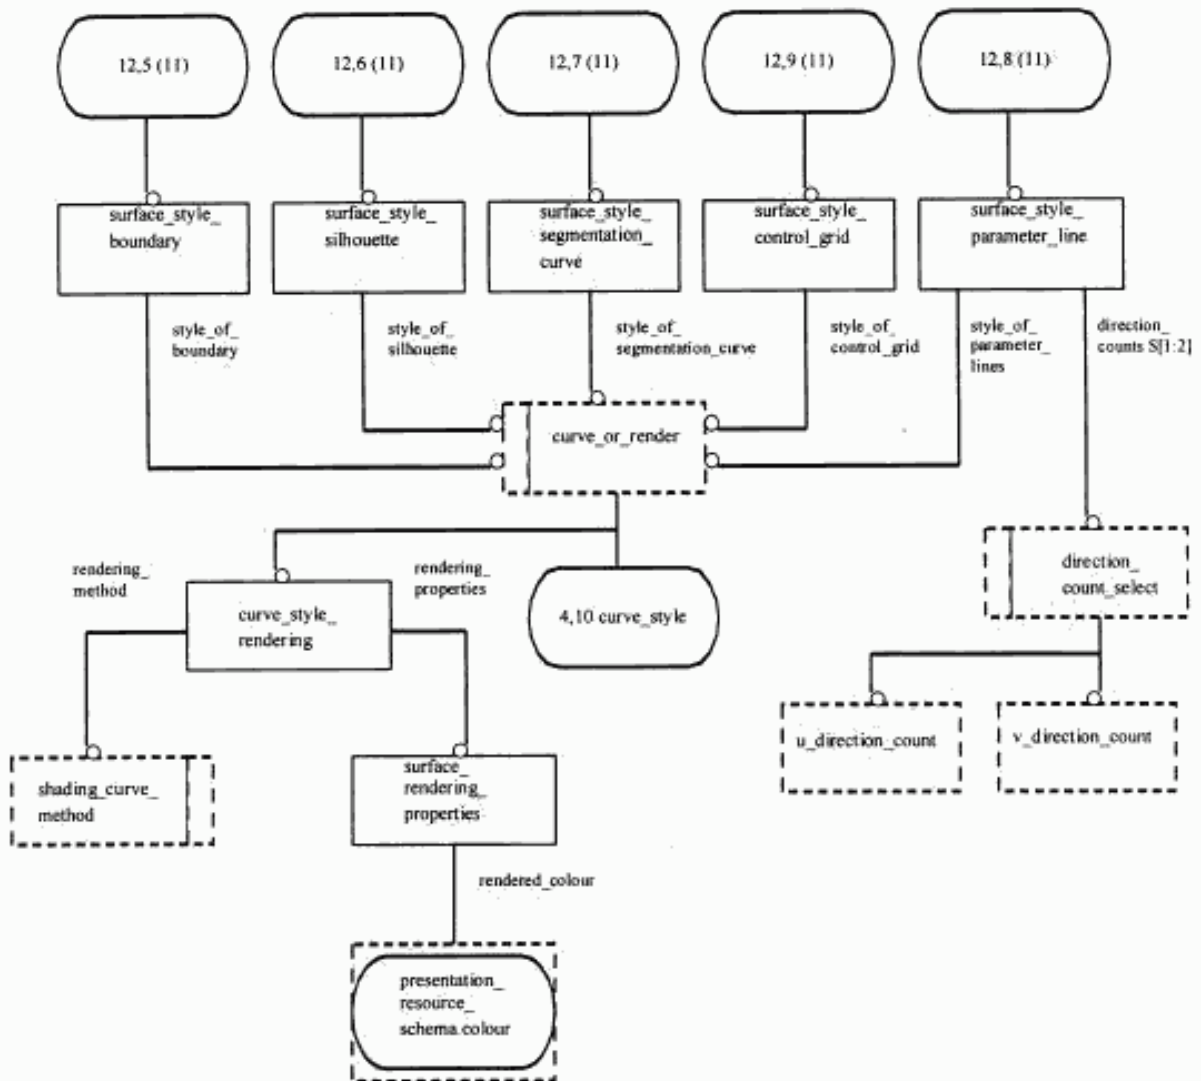 12,5 (11)
12,6 (11)
12,7 (11)
12,9 (11)
12,8 (11)
surface_style_
boundary
surface_style_
silhouette
surface_style_
segmentation_
curve
surface_style_
control_grid
surface_style_
parameter_line
style_of_
boundary
style_of_
silhouette
style_of_
segmentation_curve
style_of_
control_grid
style_of_
parameter_
lines
direction_
counts S[1:2]
curve_or_render
rendering_
method
rendering_
properties
curve_style_
rendering
4,10 curve_style
direction_
count_select
u_direction_count
v_direction_count
shading_curve_
method
surface_
rendering_
properties
rendered_colour
presentation_
resource_
schema.colour